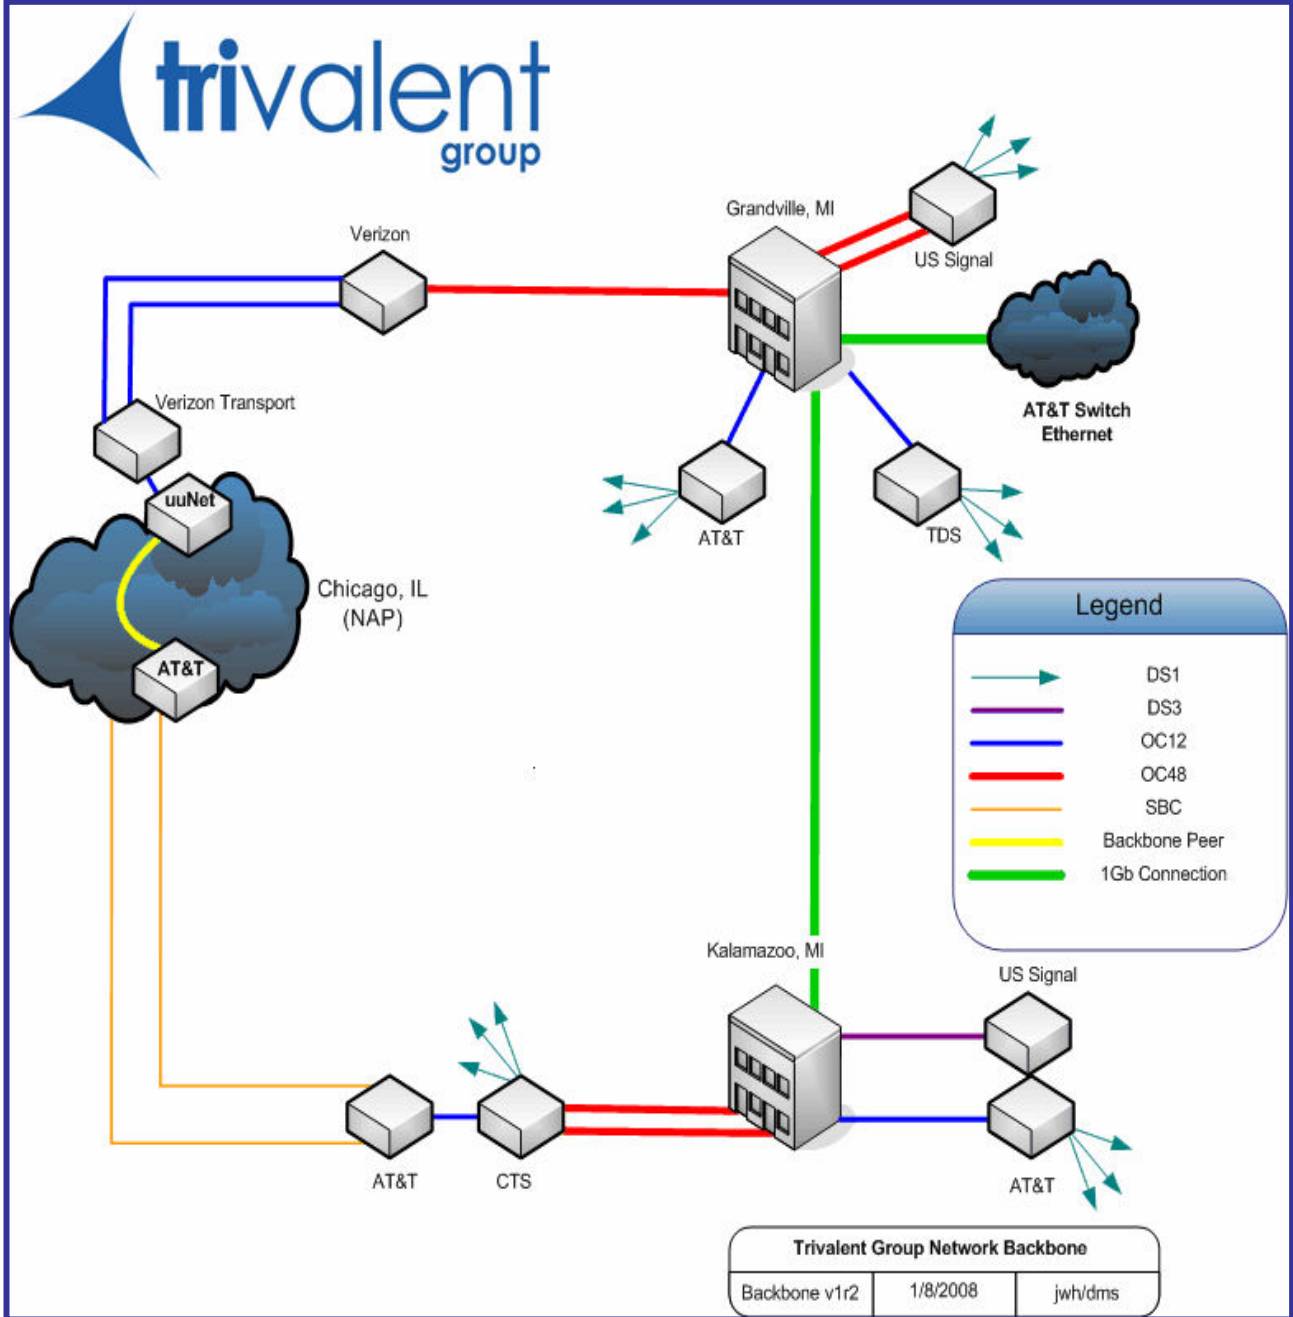 trivalent
group
Grandville, MI
US Signal
Verizon
AT&T Switch
Ethernet
Verizon Transport
uuNet
AT&T
TDS
Chicago, IL
(NAP)
AT&T
Legend
DS1
DS3
OC12
OC48
SBC
Backbone Peer
1Gb Connection
Kalamazoo, MI
US Signal
AT&T
CTS
AT&T
Trivalent Group Network Backbone
Backbone v1r2 1/8/2008 jwh/dms